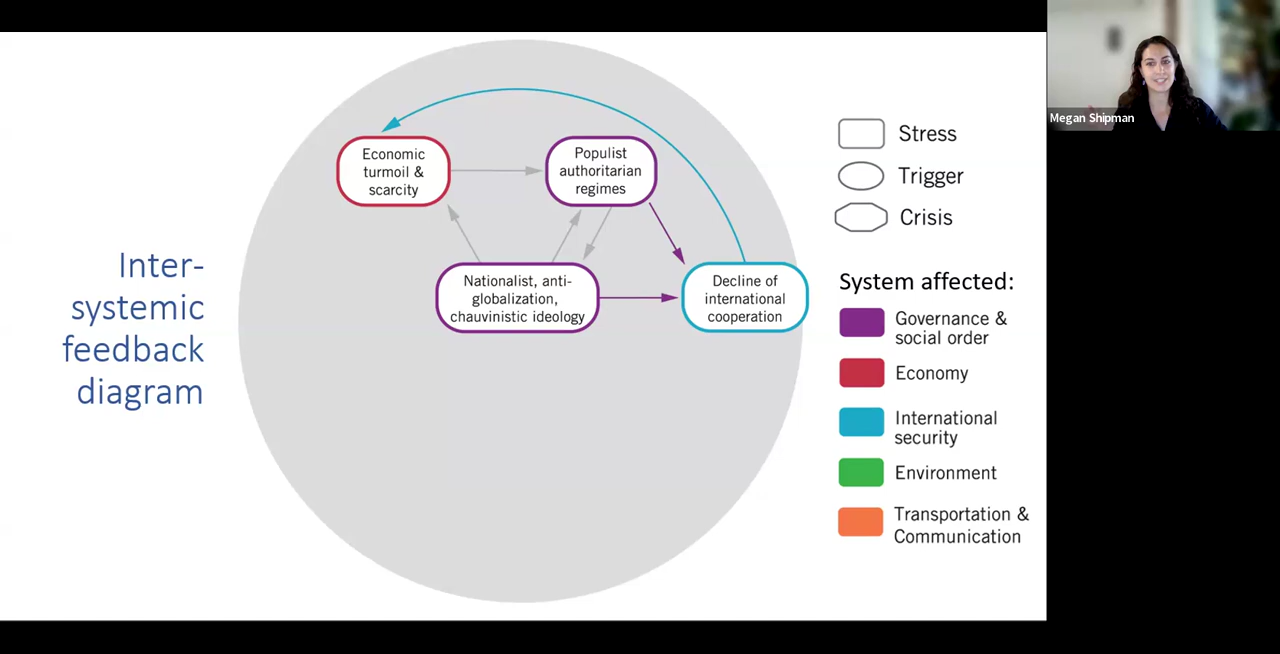 Inter-
systemic
feedback
diagram
Economic
turmoil &
scarcity
Populist
authoritarian
regimes
Nationalist, anti-
globalization,
chauvinistic ideology
Decline of
international
cooperation
Stress
Trigger
Crisis
System affected:
Governance &
social order
Economy
International
security
Environment
Transportation &
Communication
Megan Shipman